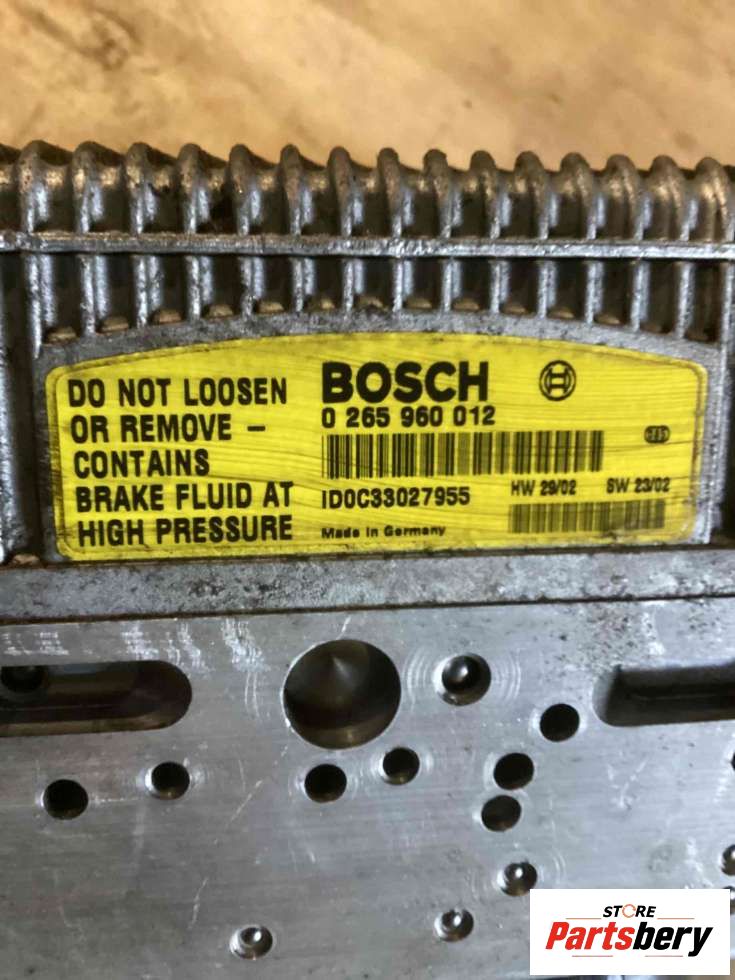 DO NOT LOOSEN
OR REMOVE –
CONTAINS
BRAKE FLUID AT
HIGH PRESSURE
BOSCH
0 265 960 012
ID0C33027955
HW 29/02 SW 23/02
Made in Germany
STORE
Partsbery